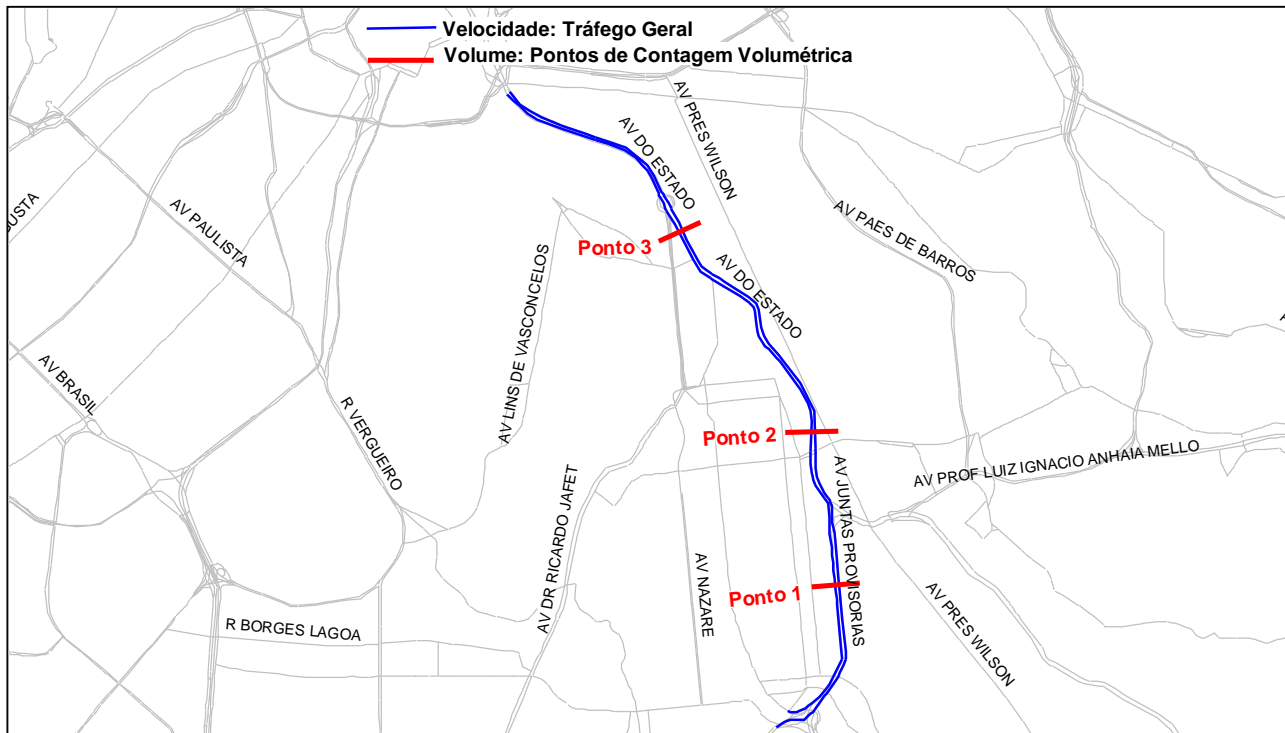 Velocidade: Tráfego Geral
Volume: Pontos de Contagem Volumétrica
AV PRES WILSON
AV DO ESTADO
AV PAULISTA
AV PAES DE BARROS
Ponto 3
AV DO ESTADO
AV LINS DE VASCONCELOS
AV BRASIL
R VERGUEIRO
Ponto 2
AV PROF LUIZ IGNACIO ANHAIA MELLO
AV JUNTAS PROVISORIAS
AV DR RICARDO JAFET
AV NAZARE
Ponto 1
AV PRES WILSON
R BORGES LAGOA